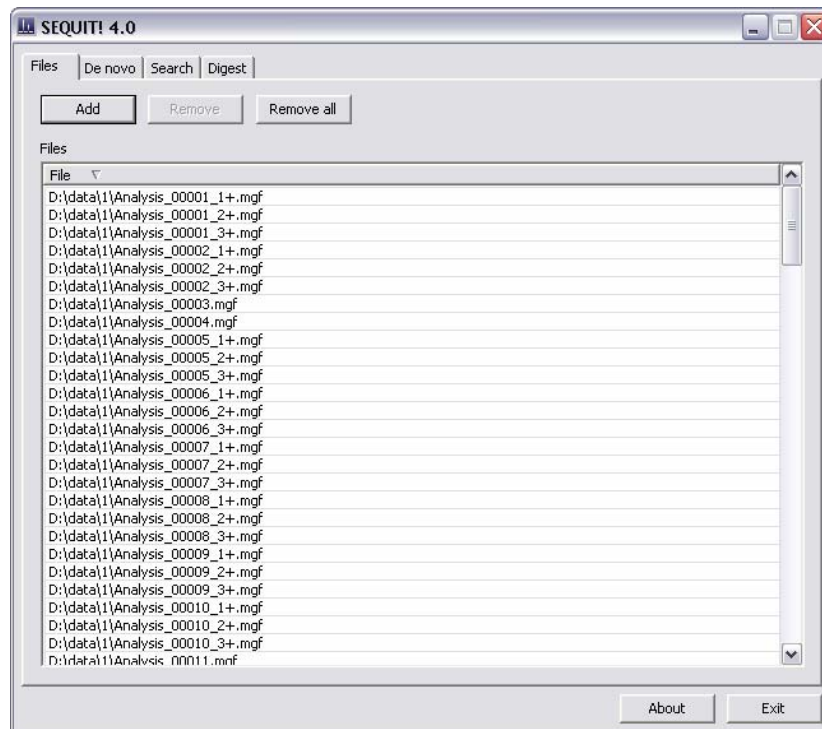 SEQUIT! 4.0
Files De novo Search Digest
Add Remove Remove all
Files
File
D:\data\1\Analysis_00001_1+.mgf
D:\data\1\Analysis_00001_2+.mgf
D:\data\1\Analysis_00001_3+.mgf
D:\data\1\Analysis_00002_1+.mgf
D:\data\1\Analysis_00002_2+.mgf
D:\data\1\Analysis_00002_3+.mgf
D:\data\1\Analysis_00003.mgf
D:\data\1\Analysis_00004.mgf
D:\data\1\Analysis_00005_1+.mgf
D:\data\1\Analysis_00005_2+.mgf
D:\data\1\Analysis_00005_3+.mgf
D:\data\1\Analysis_00006_1+.mgf
D:\data\1\Analysis_00006_2+.mgf
D:\data\1\Analysis_00006_3+.mgf
D:\data\1\Analysis_00007_1+.mgf
D:\data\1\Analysis_00007_2+.mgf
D:\data\1\Analysis_00007_3+.mgf
D:\data\1\Analysis_00008_1+.mgf
D:\data\1\Analysis_00008_2+.mgf
D:\data\1\Analysis_00008_3+.mgf
D:\data\1\Analysis_00009_1+.mgf
D:\data\1\Analysis_00009_2+.mgf
D:\data\1\Analysis_00009_3+.mgf
D:\data\1\Analysis_00010_1+.mgf
D:\data\1\Analysis_00010_2+.mgf
D:\data\1\Analysis_00010_3+.mgf
D:\data\1\Analysis_00011.mgf
About Exit